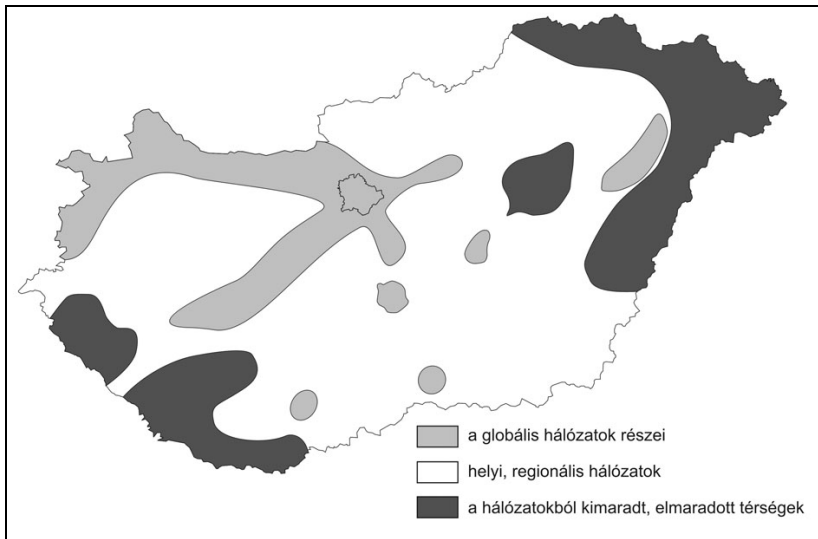 a globális hálózatok részei
helyi, regionális hálózatok
a hálózatokból kimaradt, elmaradott térségek